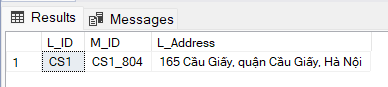 Results Messages
L_ID M_ID L_Address
1 CS1 CS1_804 165 Cầu Giấy, quận Cầu Giấy, Hà Nội